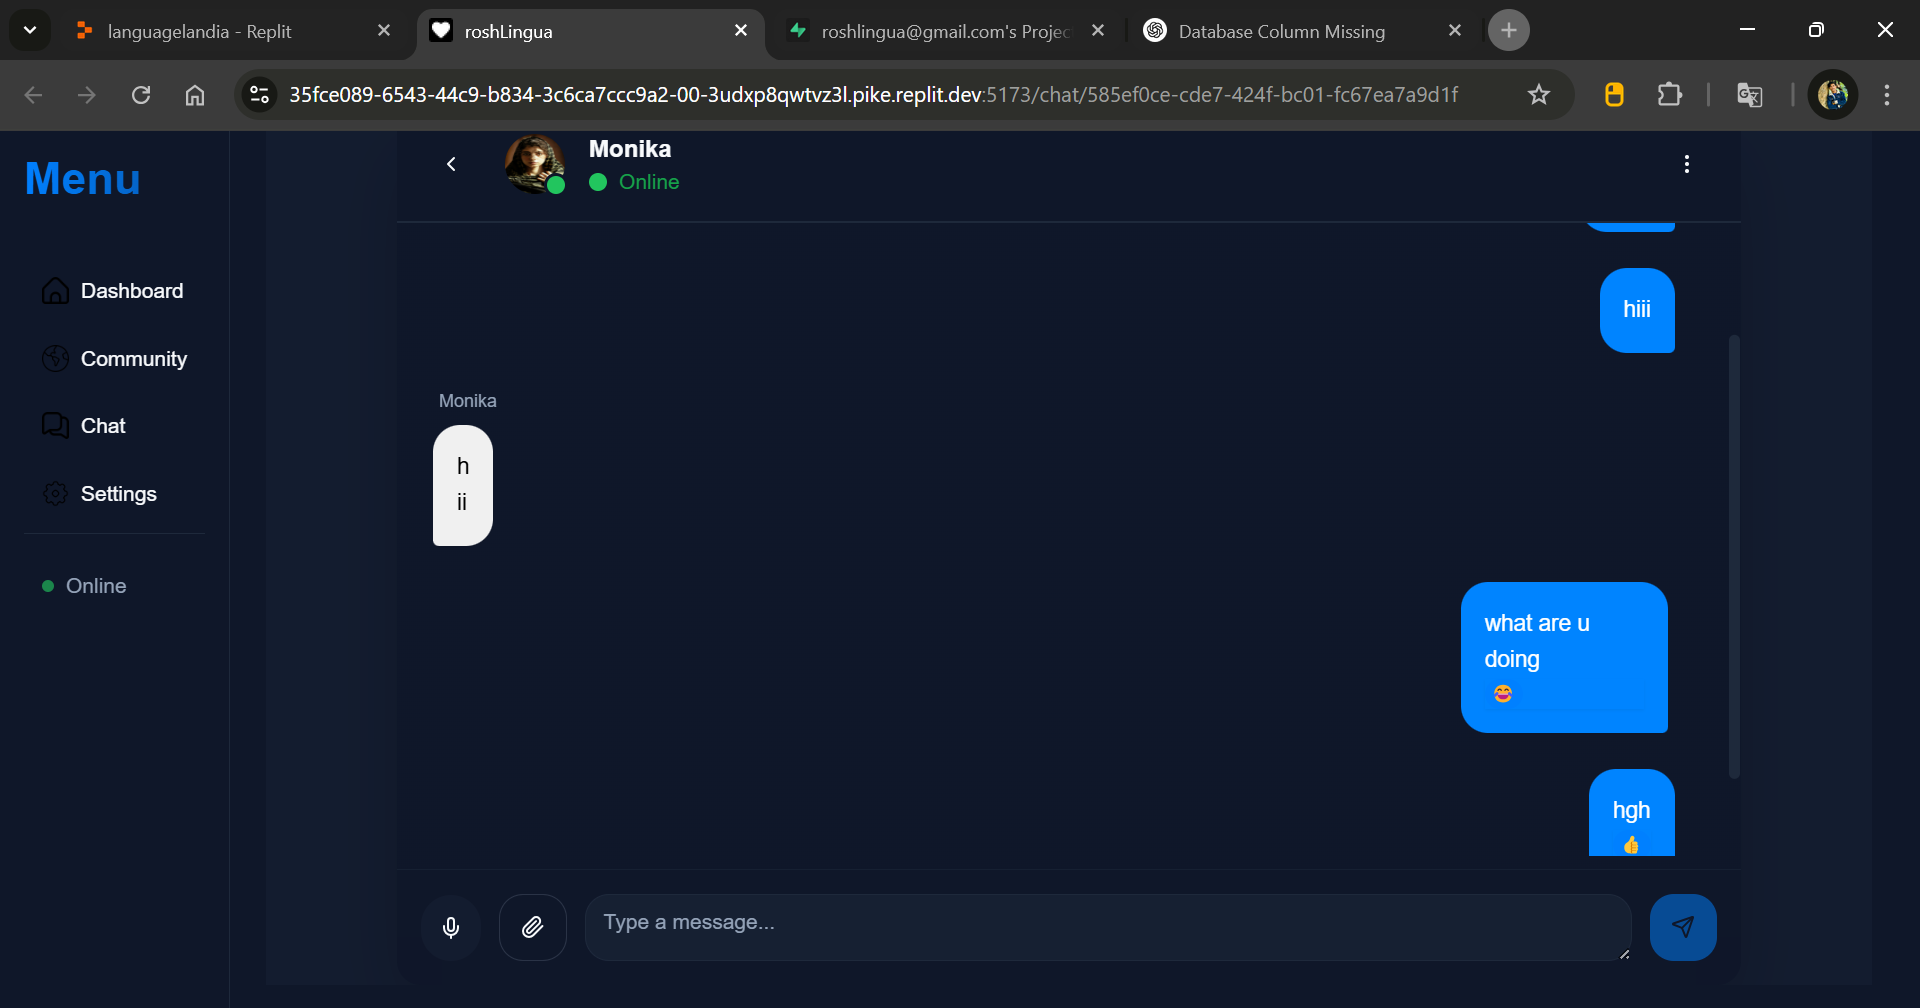 languagelandia - Replit
roshLingua
roshlingua@gmail.com's Projec
Database Column Missing
35fce089-6543-44c9-b834-3c6ca7ccc9a2-00-3udxp8qwtvz3l.pike.replit.dev:5173/chat/585ef0ce-cde7-424f-bc01-fc67ea7a9d1f
Menu
Dashboard
Community
Chat
Settings
Online
Monika
Online
hiii
Monika
h
ii
what are u
doing
😂
hgh
👍
Type a message...